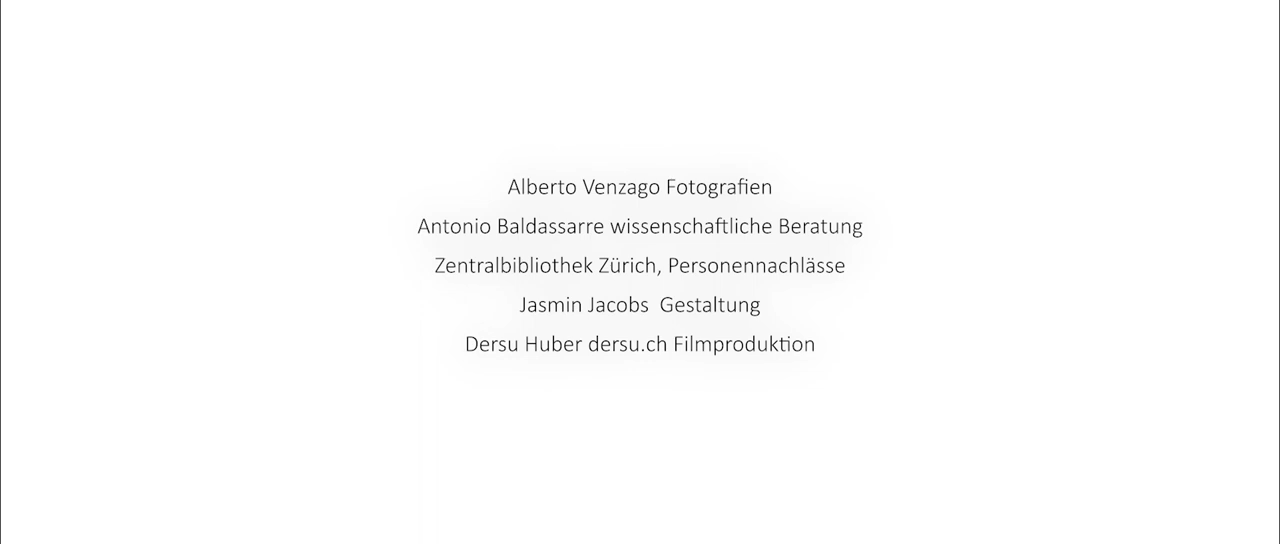 Alberto Venzago Fotografien
Antonio Baldassarre wissenschaftliche Beratung
Zentralbibliothek Zürich, Personennachlässe
Jasmin Jacobs  Gestaltung
Dersu Huber dersu.ch Filmproduktion